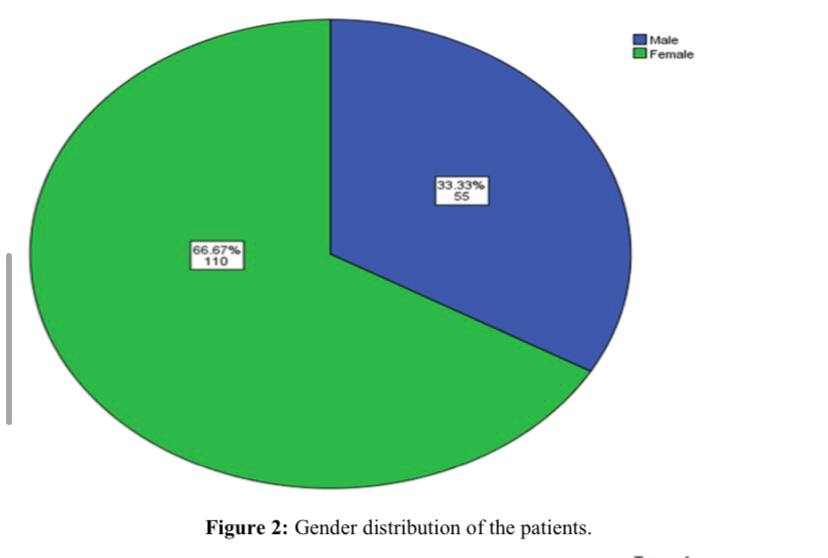 Male
Female
33.33%
55
66.67%
110
Figure 2: Gender distribution of the patients.